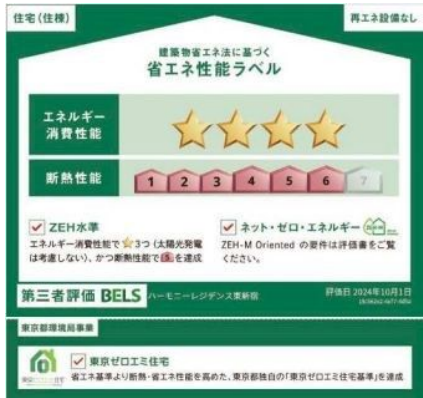 住宅(住棟)
再エネ設備なし
建築物省エネ法に基づく
省エネ性能ラベル
エネルギー
消費性能
断熱性能
1 2 3 4 5 6 7
ZEH水準
エネルギー消費性能で★3つ(太陽光発電
は考慮しない)、かつ断熱性能で5を達成
ネット・ゼロ・エネルギー
ZEH-M Oriented の要件は評価書をご覧
ください。
第三者評価 BELS ハーモニーレジデンス東新宿
評価日 2024年10月1日
東京都環境局事業
東京ゼロエミ住宅
東京ゼロエミ住宅
省エネ基準より断熱・省エネ性能を高めた、東京都独自の「東京ゼロエミ住宅基準」を達成